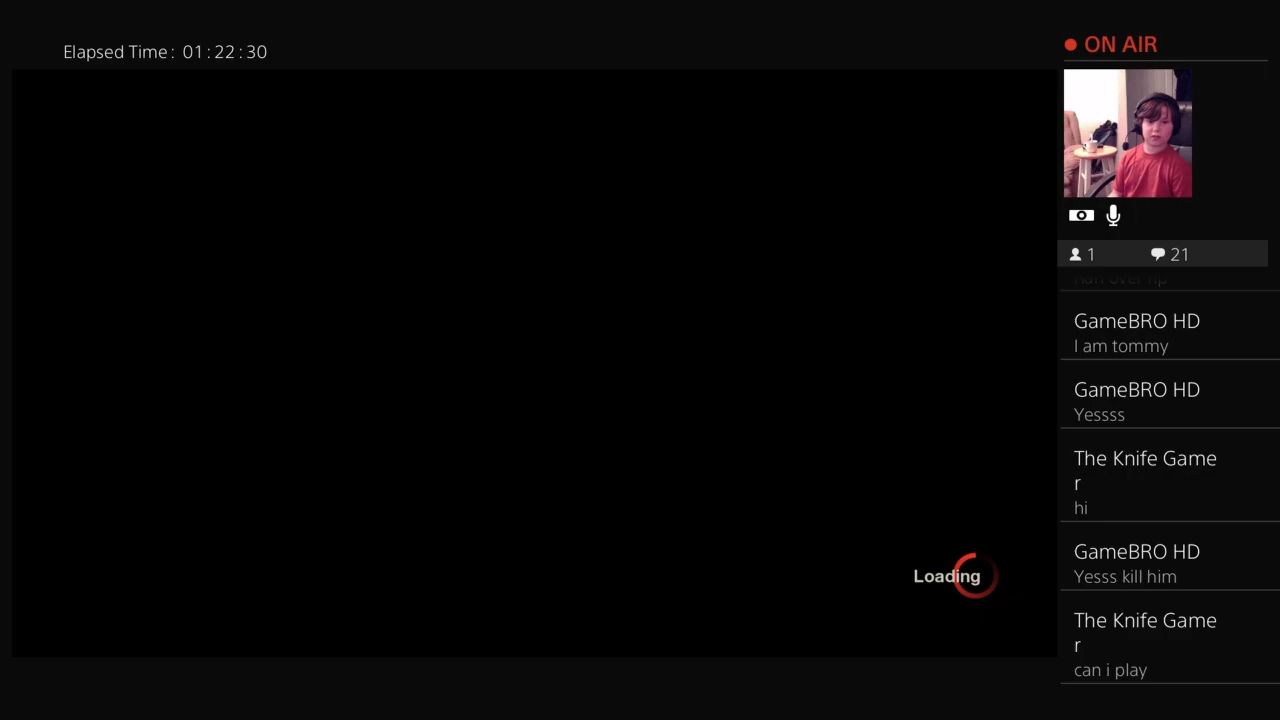 Elapsed Time: 01:22:30
ON AIR
1 21
GameBRO HD
I am tommy
GameBRO HD
Yessss
The Knife Game
r
hi
GameBRO HD
Yesss kill him
Loading
The Knife Game
r
can i play